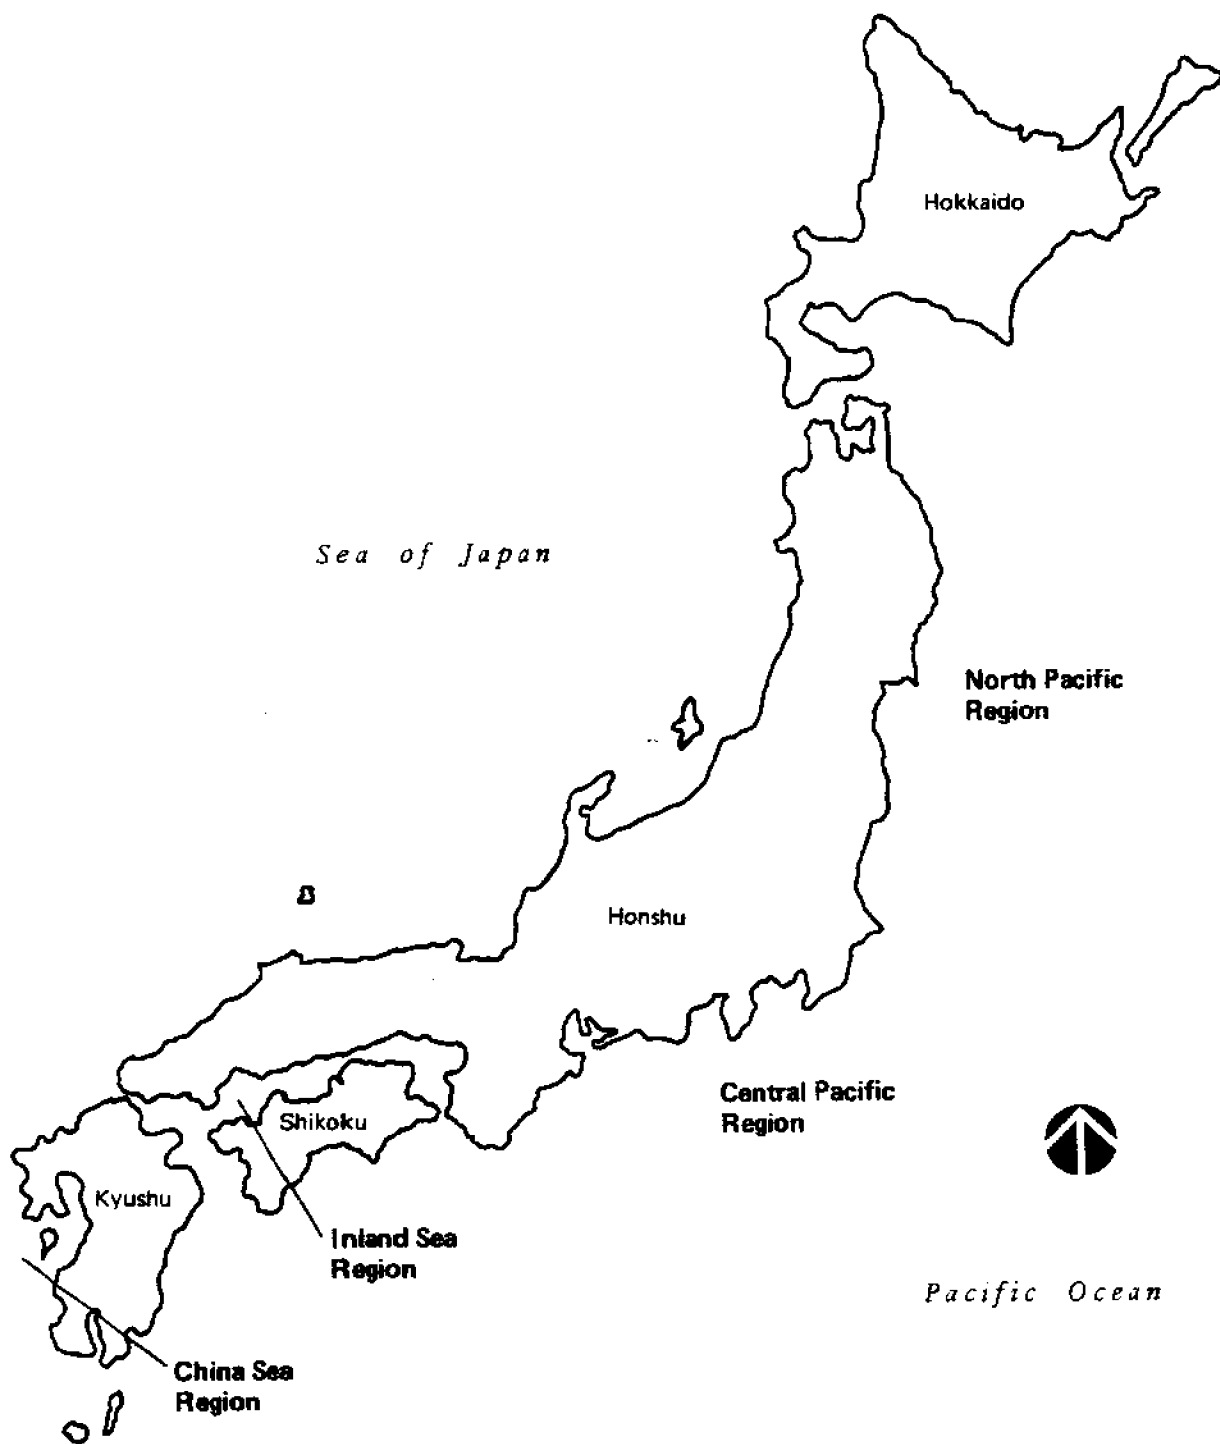 Hokkaido
Sea of Japan
North Pacific
Region
Honshu
Central Pacific
Region
Shikoku
Kyushu
Inland Sea
Region
Pacific Ocean
China Sea
Region